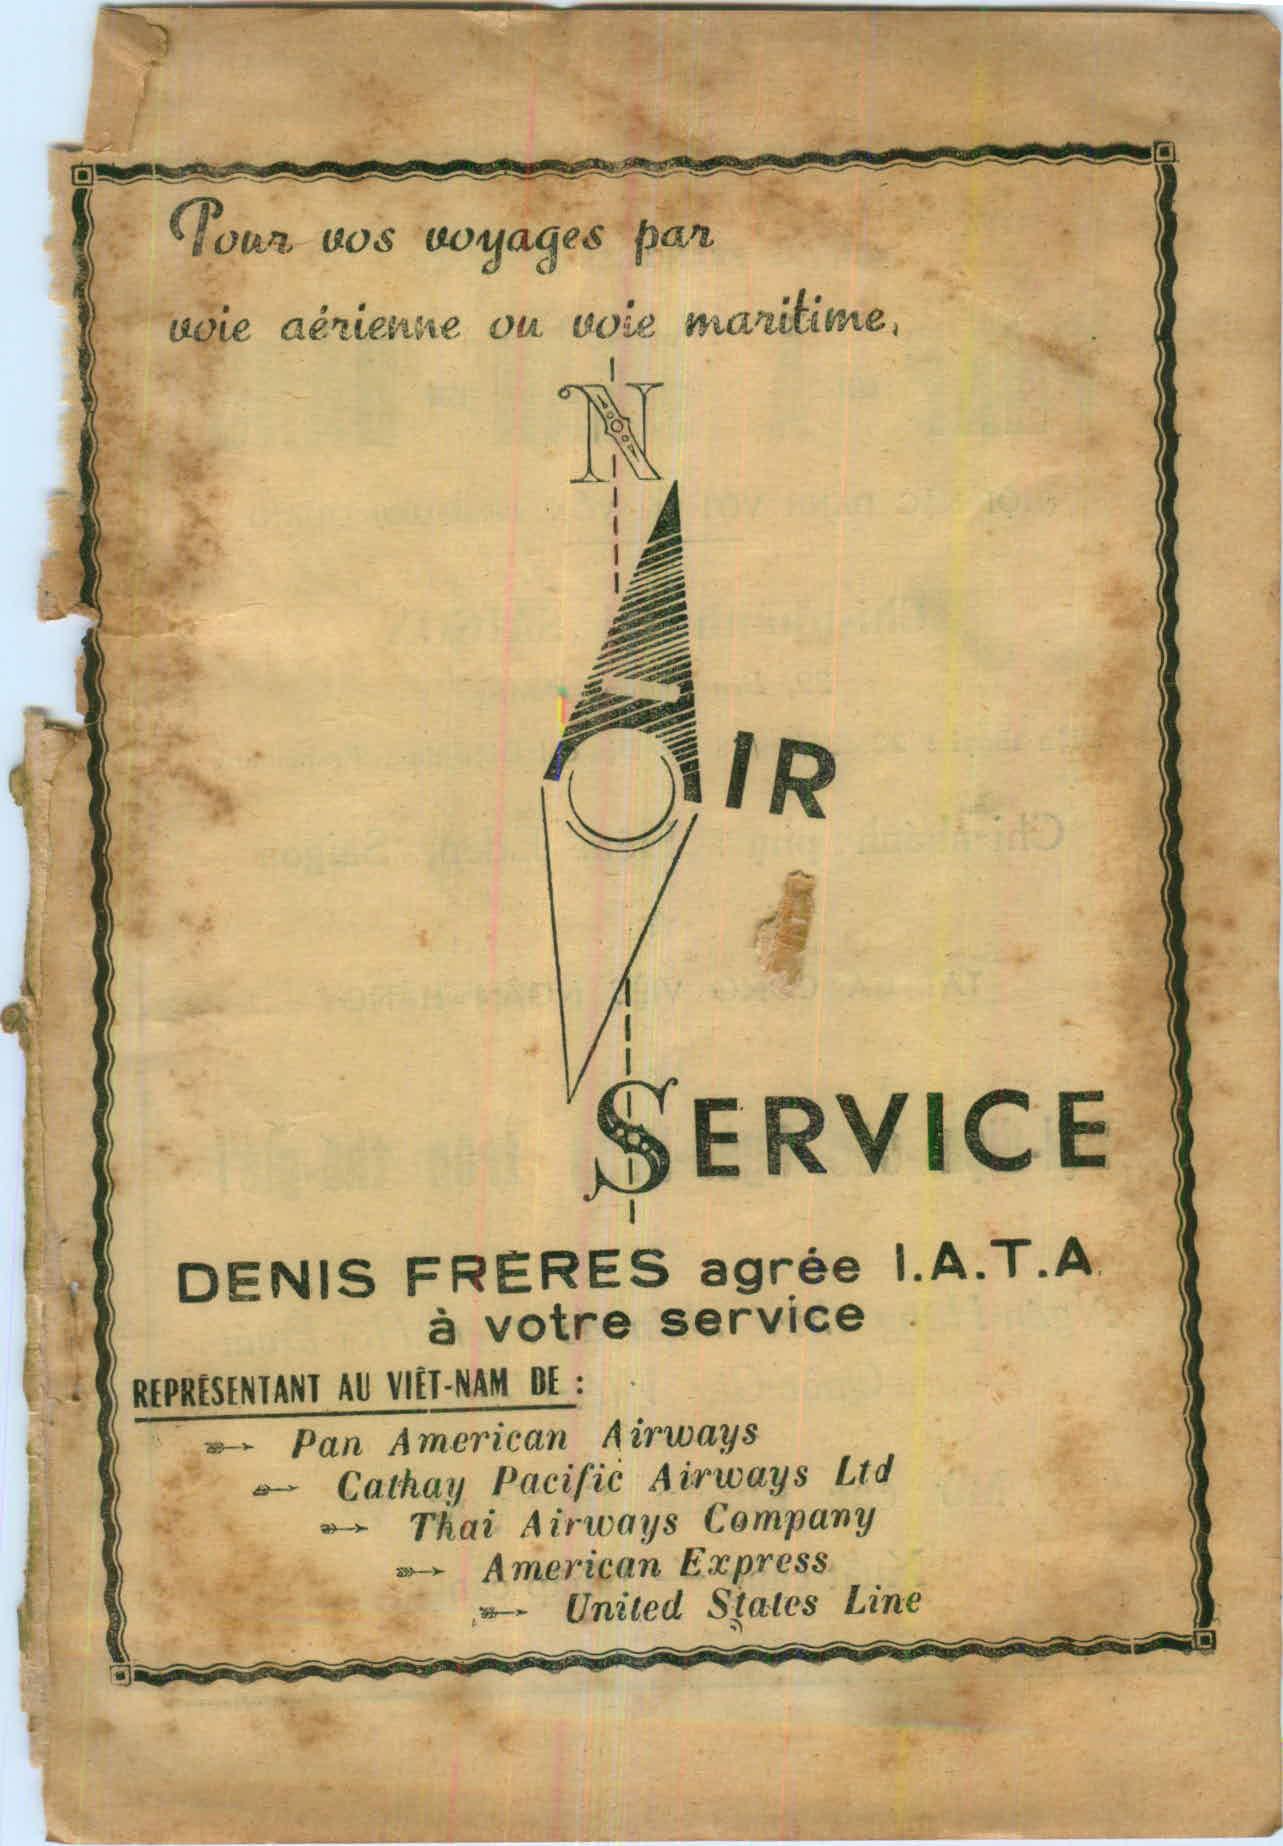 Pour vos voyages par
voie aérienne ou voie maritime,
N
AIR
SERVICE
DENIS FRÈRES agrée I.A.T.A.
à votre service
REPRÉSENTANT AU VIÊT-NAM DE :
Pan American Airways
Cathay Pacific Airways Ltd
Thai Airways Company
American Express
United States Line